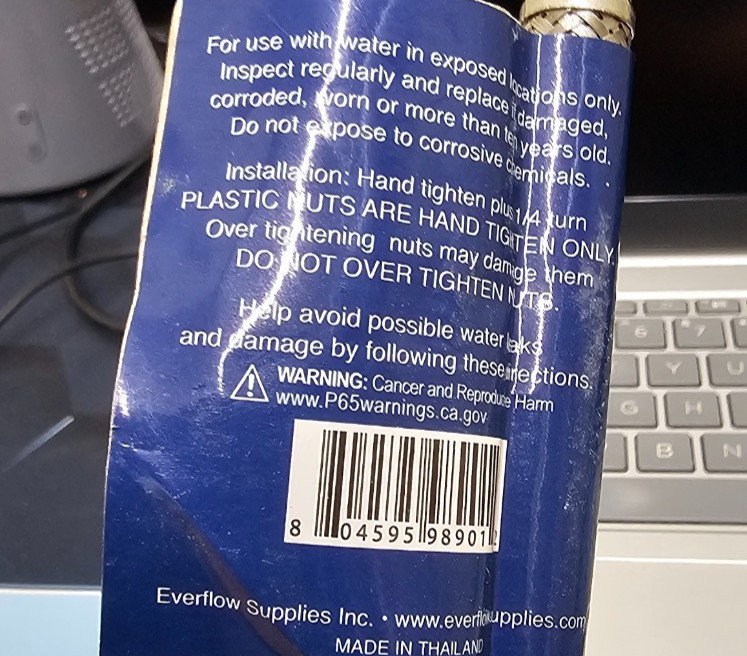 For use with water in exposed locations only.
Inspect regularly and replace if damaged,
corroded, worn or more than ten years old.
Do not expose to corrosive chemicals.
Installation: Hand tighten plus 1/4 turn
PLASTIC NUTS ARE HAND TIGHTEN ONLY.
Over tightening nuts may damage them
DO NOT OVER TIGHTEN NUTS.
Help avoid possible water leaks
and damage by following these directions.
WARNING: Cancer and Reproductive Harm
www.P65warnings.ca.gov
8 04595 98901 2
Everflow Supplies Inc. • www.everflowsupplies.com
MADE IN THAILAND
6 7
Y U
G H
B N